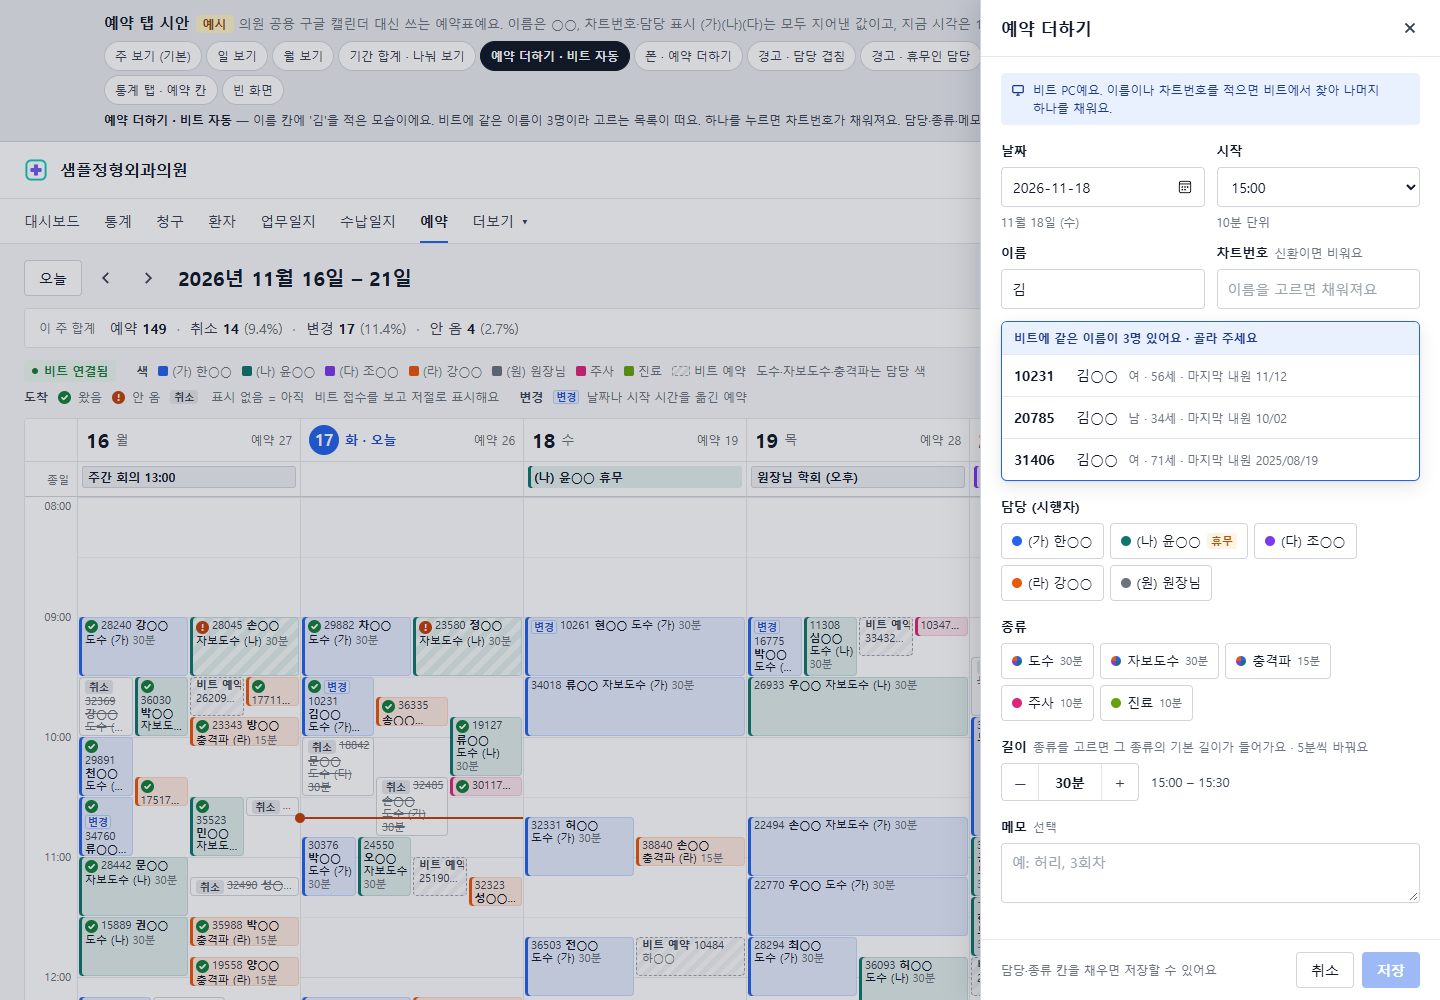 예약 탭 시안 예시 의원 공용 구글 캘린더 대신 쓰는 예약표예요. 이름은 ○○, 차트번호·담당 표시 (가)(나)(다)는 모두 지어낸 값이고, 지금 시각은
주 보기 (기본) 일 보기 월 보기 기간 합계 · 나눠 보기 예약 더하기 · 비트 자동 폰 · 예약 더하기 경고 · 담당 겹침 경고 · 휴무인 담당
통계 탭 · 예약 칸 빈 화면
예약 더하기 · 비트 자동 — 이름 칸에 '김'을 적은 모습이에요. 비트에 같은 이름이 3명이라 고르는 목록이 떠요. 하나를 누르면 차트번호가 채워져요. 담당·종류·메모
샘플정형외과의원
대시보드 통계 청구 환자 업무일지 수납일지 예약 더보기 ▾
오늘 2026년 11월 16일 – 21일
이 주 합계 예약 149 · 취소 14 (9.4%) · 변경 17 (11.4%) · 안 옴 4 (2.7%)
비트 연결됨 색 (가) 한○○ (나) 윤○○ (다) 조○○ (라) 강○○ (원) 원장님 주사 진료 비트 예약 도수·자보도수·충격파는 담당 색
도착 왔음 안 옴 취소 표시 없음 = 아직 비트 접수를 보고 저절로 표시해요 변경 변경 날짜나 시작 시간을 옮긴 예약
16 월 예약 27 17 화 · 오늘 예약 26 18 수 예약 19 19 목 예약 28
종일 주간 회의 13:00 (나) 윤○○ 휴무 원장님 학회 (오후)
08:00
09:00
28240 강○○
도수 (가) 30분
28045 손○○
자보도수 (나) 30분
29882 차○○
도수 (가) 30분
23580 정○○
자보도수 (나) 30분
변경 10261 현○○ 도수 (가) 30분
변경
16775
박○○
도수 (...
11308
심○○
도수 (나)
30분
비트 예약
33432...
10347...
취소
32369
강○○
도수 (...
36030
박○○
자보도...
비트 예약
26209...
17711...
23343 방○○
충격파 (라) 15분
변경
10231
김○○
도수 (가)...
36335
송○○...
19127
류○○
도수 (나)
30분
34018 류○○ 자보도수 (가) 30분
26933 우○○ 자보도수 (나) 30분
10:00
29891
천○○
도수 (...
17517...
취소 18842
문○○
도수 (다)
30분
취소 32485
손○○
도수 (가)
30분
30117...
변경
34760
류○○...
35523
민○○
자보도...
취소 ...
30376
박○○
도수 (가)
30분
24550
오○○
자보도수
30분
32331 허○○
도수 (가) 30분
38840 손○○
충격파 (라) 15분
22494 손○○ 자보도수 (가) 30분
11:00
28442 문○○
자보도수 (나) 30분
취소 32490 성○...
비트 예약
25190...
32323
성○○...
22770 우○○ 도수 (가) 30분
15889 권○○
도수 (나) 30분
35988 박○○
충격파 (라) 15분
19558 양○○
충격파 (라) 15분
36503 전○○
도수 (가) 30분
비트 예약 10484
하○○
28294 최○○
도수 (가) 30분
36093 허○○
도수 (나) 30분
12:00
예약 더하기 ✕
비트 PC예요. 이름이나 차트번호를 적으면 비트에서 찾아 나머지
하나를 채워요.
날짜 시작
2026-11-18 15:00
11월 18일 (수) 10분 단위
이름 차트번호 신환이면 비워요
김 이름을 고르면 채워져요
비트에 같은 이름이 3명 있어요 · 골라 주세요
10231 김○○ 여 · 56세 · 마지막 내원 11/12
20785 김○○ 남 · 34세 · 마지막 내원 10/02
31406 김○○ 여 · 71세 · 마지막 내원 2025/08/19
담당 (시행자)
(가) 한○○ (나) 윤○○ 휴무 (다) 조○○
(라) 강○○ (원) 원장님
종류
도수 30분 자보도수 30분 충격파 15분
주사 10분 진료 10분
길이 종류를 고르면 그 종류의 기본 길이가 들어가요 · 5분씩 바꿔요
— 30분 + 15:00 – 15:30
메모 선택
예: 허리, 3회차
담당·종류 칸을 채우면 저장할 수 있어요 취소 저장